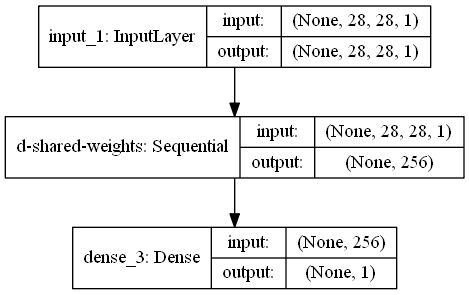 input_1: InputLayer
input: (None, 28, 28, 1)
output: (None, 28, 28, 1)
d-shared-weights: Sequential
input: (None, 28, 28, 1)
output: (None, 256)
dense_3: Dense
input: (None, 256)
output: (None, 1)